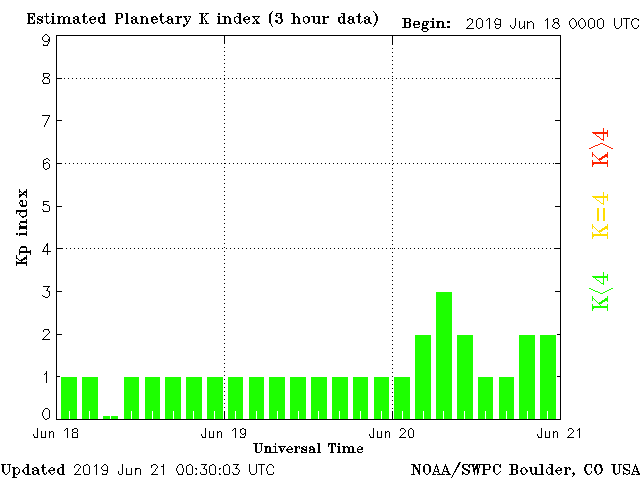 Estimated Planetary K index (3 hour data)
Begin: 2019 Jun 18 0000 UTC
9
8
7
6
5
4
3
2
1
0
Kp index
K>4
K=4
K<4
Jun 18
Jun 19
Jun 20
Jun 21
Universal Time
Updated 2019 Jun 21 00:30:03 UTC
NOAA/SWPC Boulder, CO USA